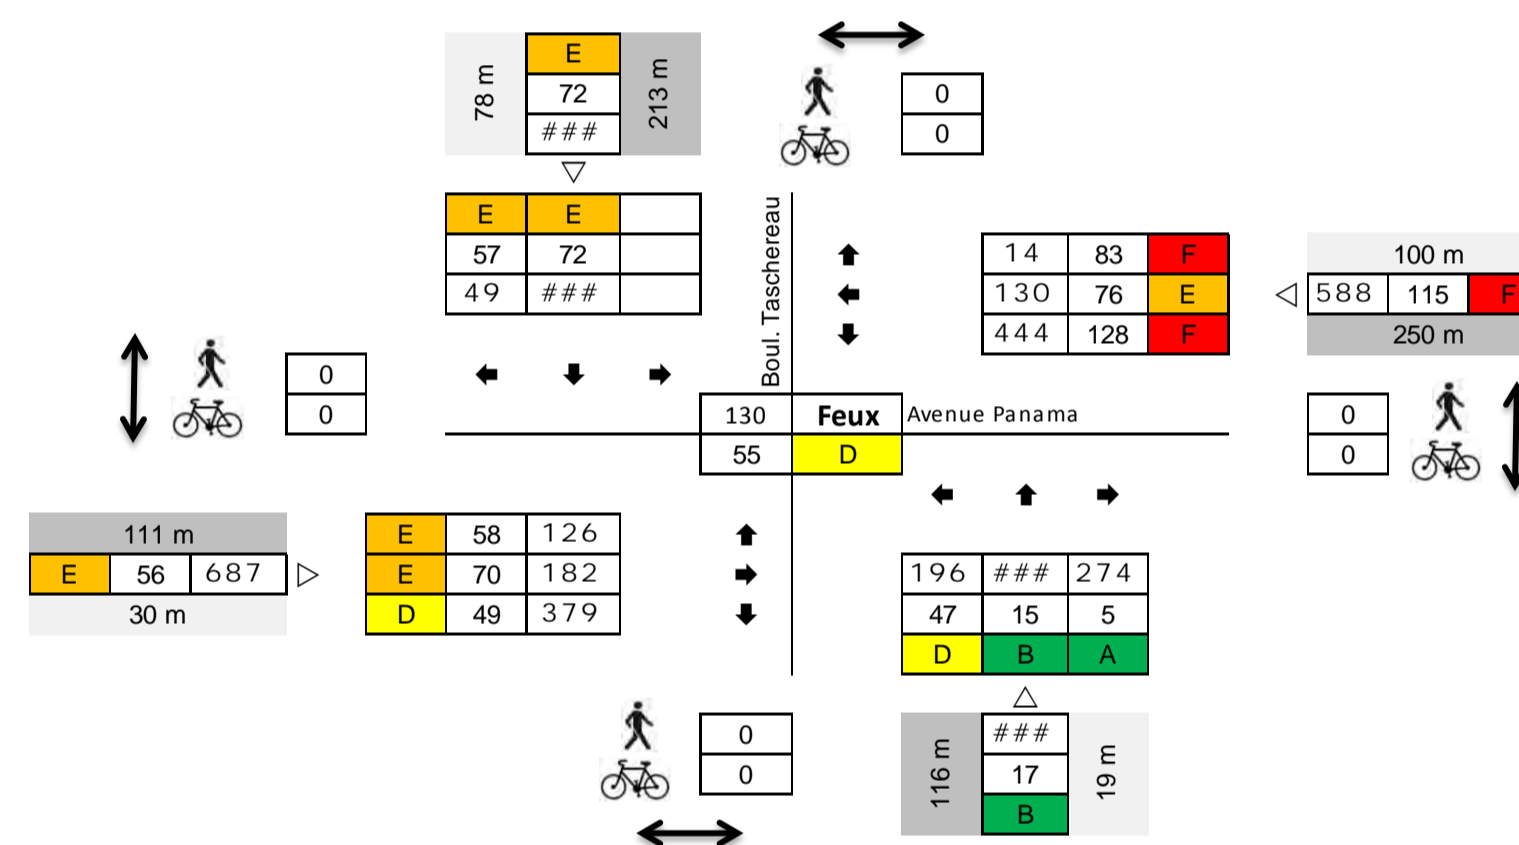 E
78 m 72 213 m
###
0
0
E E
57 72
49 ###
Boul. Taschereau
14 83 F
130 76 E
444 128 F
100 m
588 115 F
250 m
0
0
130 Feux Avenue Panama
55 D
0
0
111 m
E 56 687
30 m
E 58 126
E 70 182
D 49 379
196 ### 274
47 15 5
D B A
0
0
###
116 m 17 19 m
B